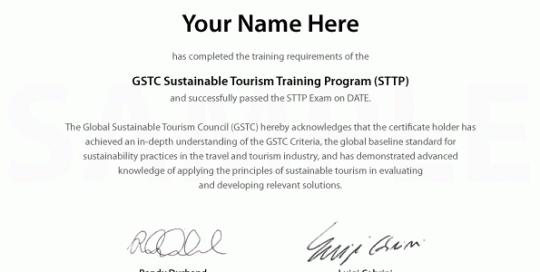 Your Name Here
has completed the training requirements of the
GSTC Sustainable Tourism Training Program (STTP)
and successfully passed the STTP Exam on DATE.
The Global Sustainable Tourism Council (GSTC) hereby acknowledges that the certificate holder has
achieved an in-depth understanding of the GSTC Criteria, the global baseline standard for
sustainability practices in the travel and tourism industry, and has demonstrated advanced
knowledge of applying the principles of sustainable tourism in evaluating
and developing relevant solutions.
Randy Durband Luigi Cabrini